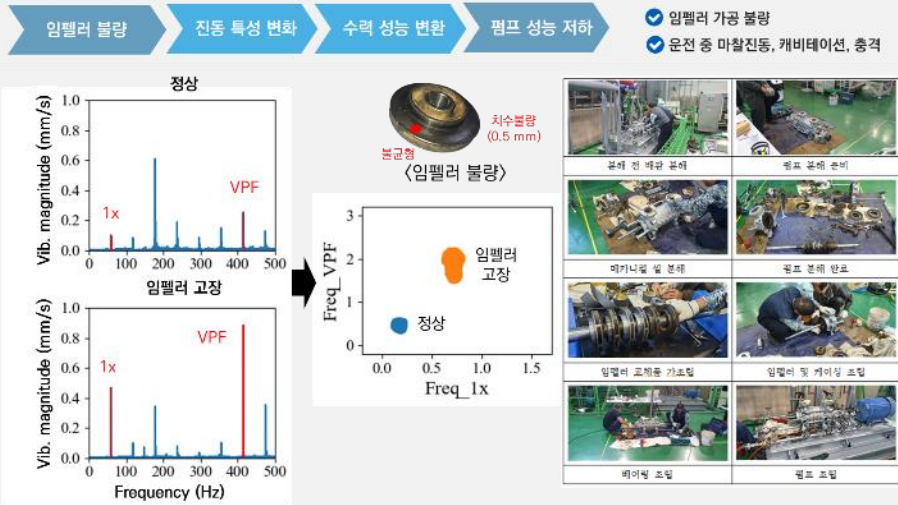 임펠러 불량
진동 특성 변화
수력 성능 변환
펌프 성능 저하
임펠러 가공 불량
운전 중 마찰진동, 캐비테이션, 충격
정상
Vib. magnitude (mm/s)
1.0
0.8
0.6
0.4
0.2
0.0
1x
VPF
0 100 200 300 400 500
임펠러 고장
Vib. magnitude (mm/s)
1.0
0.8
0.6
0.4
0.2
0.0
1x
VPF
0 100 200 300 400 500
Frequency (Hz)
치수불량
(0.5 mm)
불균형
〈임펠러 불량〉
Freq_VPF
3
2
1
0
임펠러
고장
정상
0.0 0.5 1.0 1.5
Freq_1x
분해 전 배관 분해
펌프 분해 준비
메카니컬 씰 분해
펌프 분해 완료
임펠러 교체품 가조립
임펠러 및 케이싱 조립
베어링 조립
펌프 조립